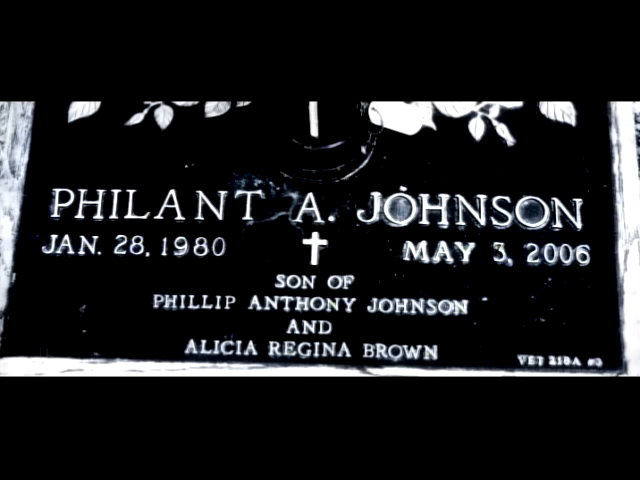 PHILANT A. JOHNSON
JAN. 28, 1980 MAY 3, 2006
SON OF
PHILLIP ANTHONY JOHNSON
AND
ALICIA REGINA BROWN